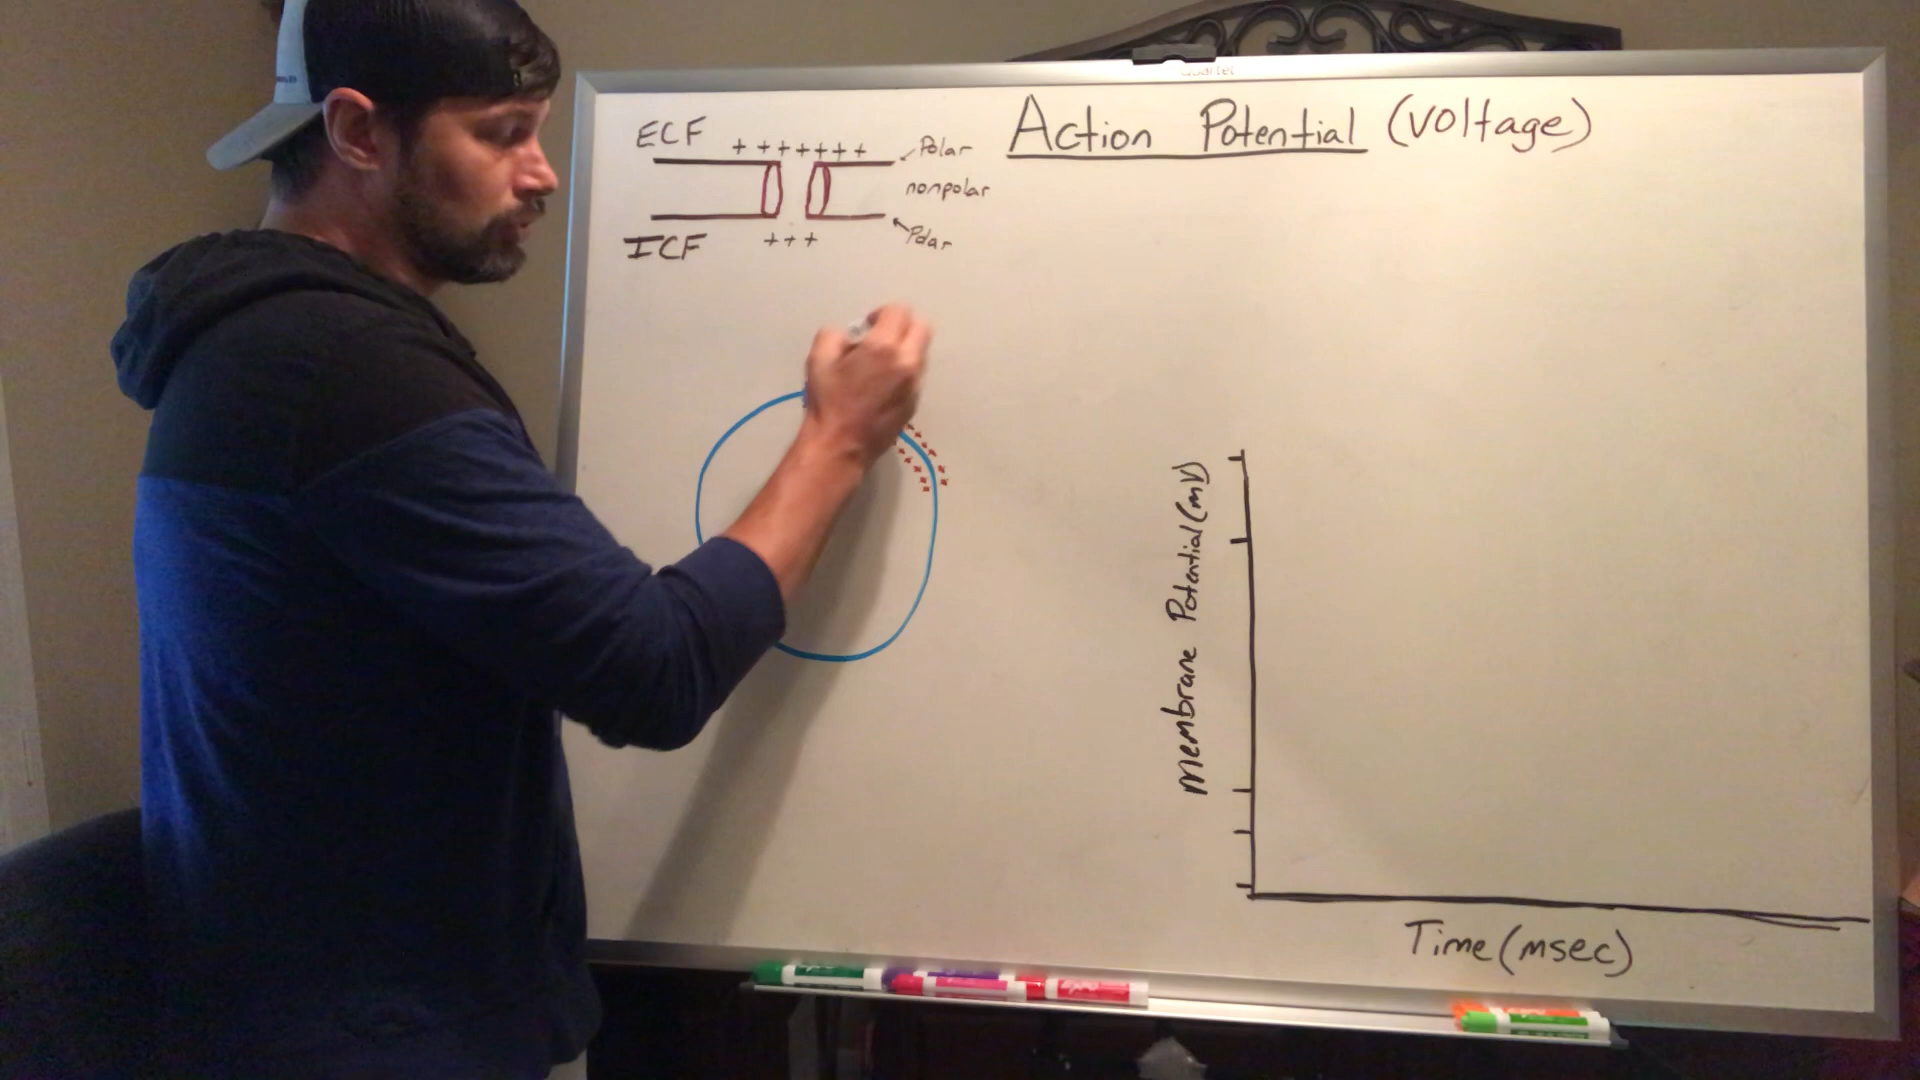 Action Potential (voltage)
ECF
+ + + + + + +
Polar
nonpolar
Polar
ICF
+ + +
Membrane Potential (mV)
Time (msec)